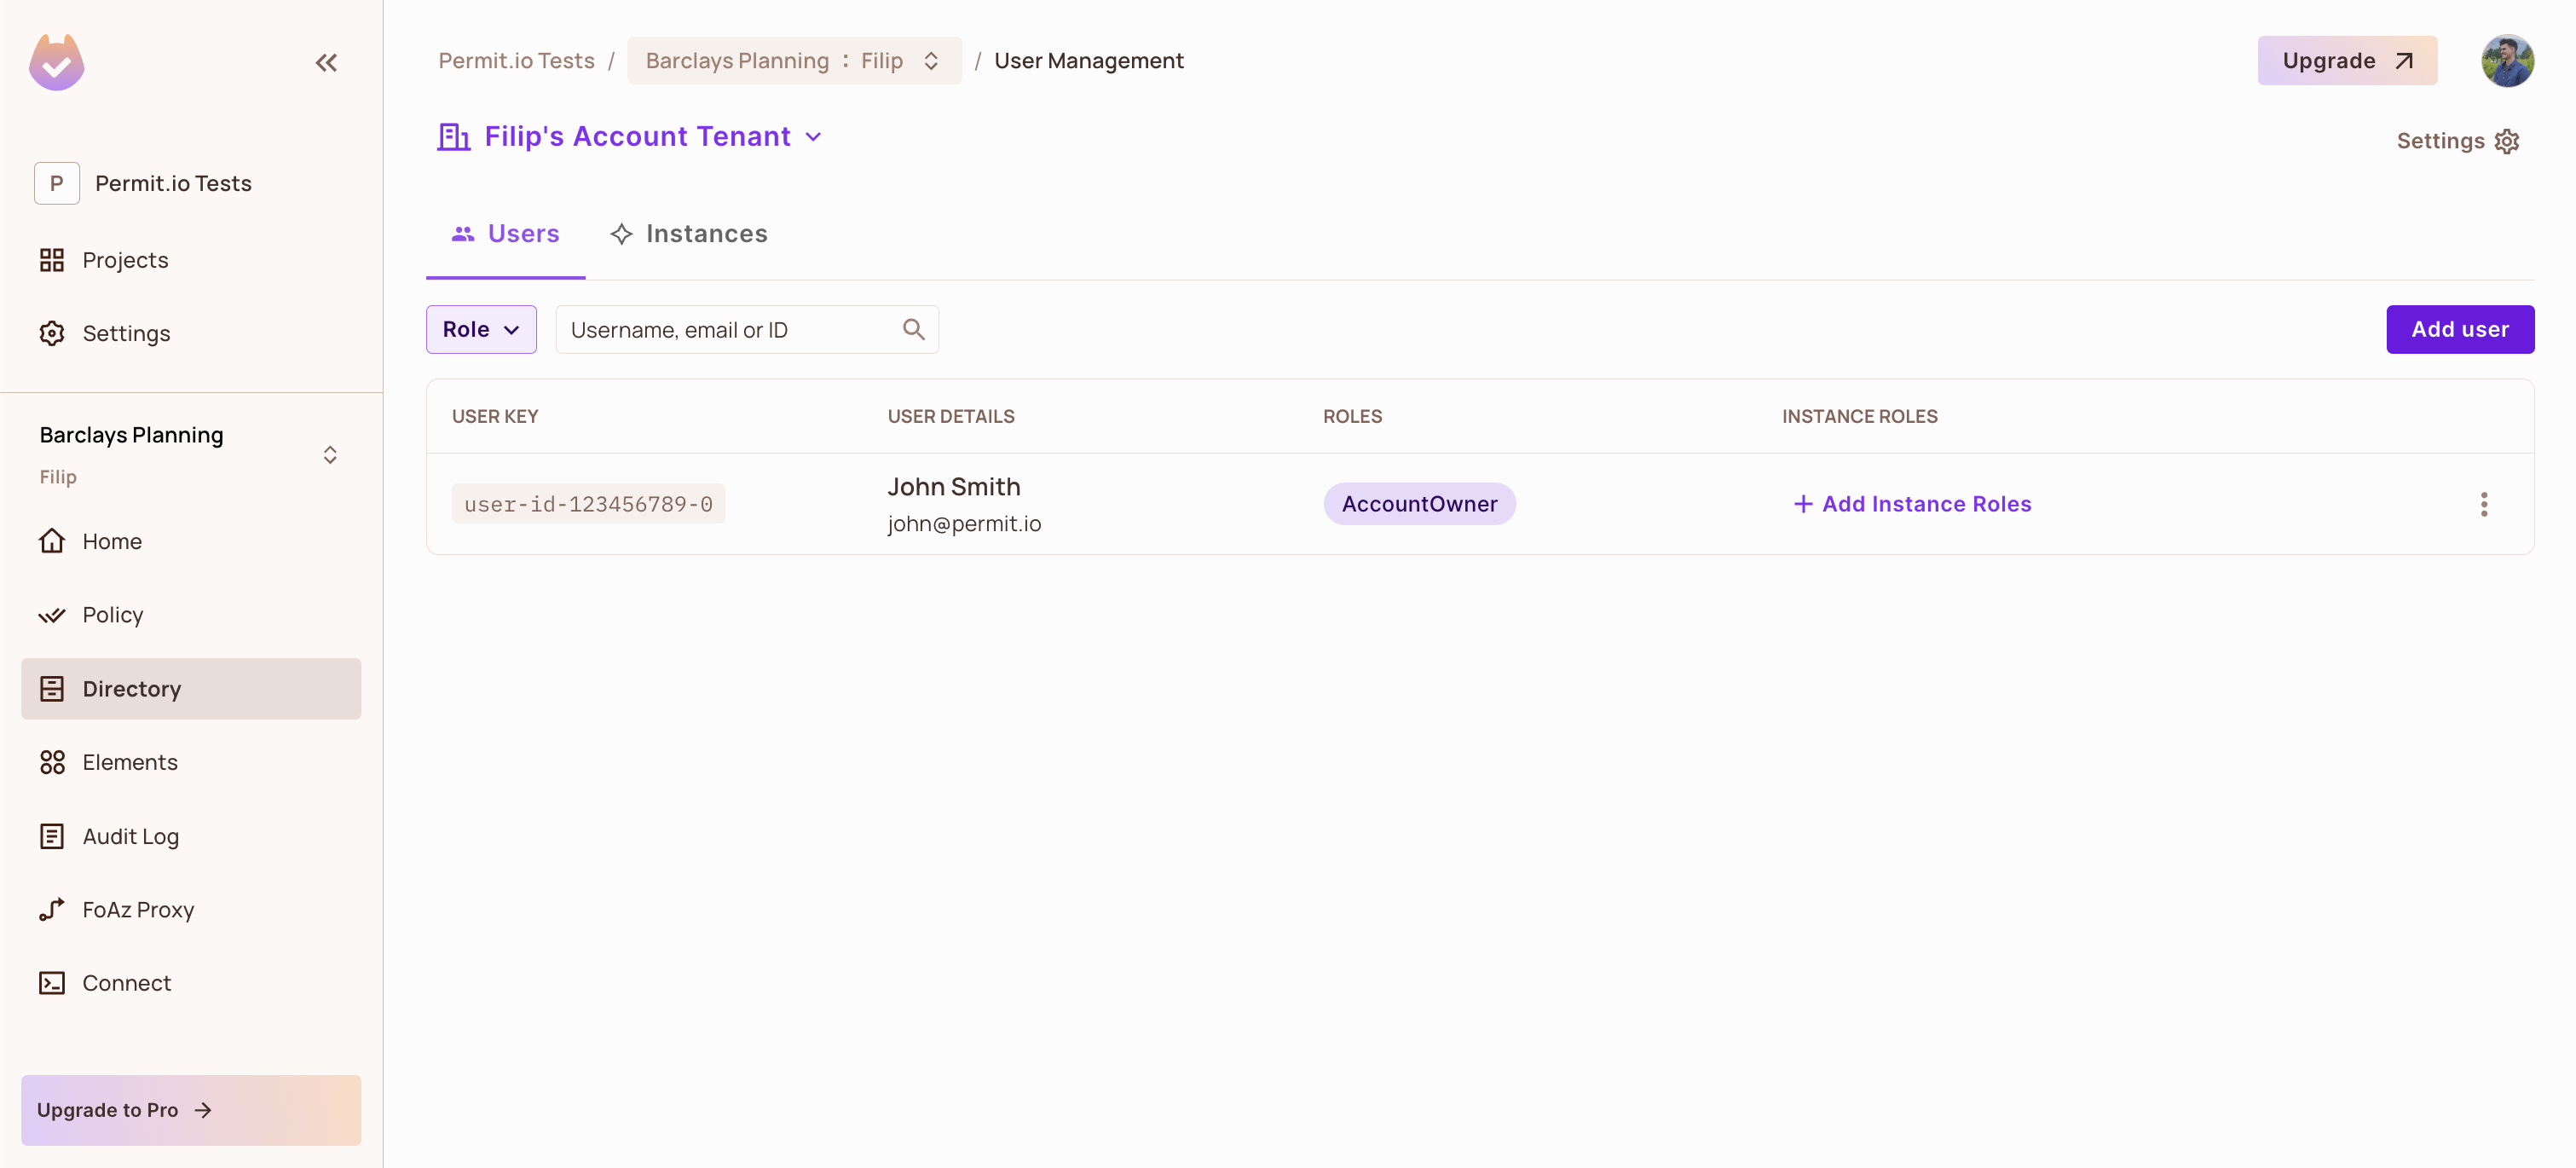 P
Permit.io Tests
Projects
Settings
Barclays Planning
Filip
Home
Policy
Directory
Elements
Audit Log
FoAz Proxy
Connect
Upgrade to Pro
Permit.io Tests / Barclays Planning : Filip / User Management
Upgrade
Filip's Account Tenant
Settings
Users
Instances
Role
Username, email or ID
Add user
USER KEY USER DETAILS ROLES INSTANCE ROLES
user-id-123456789-0
John Smith
john@permit.io
AccountOwner
Add Instance Roles